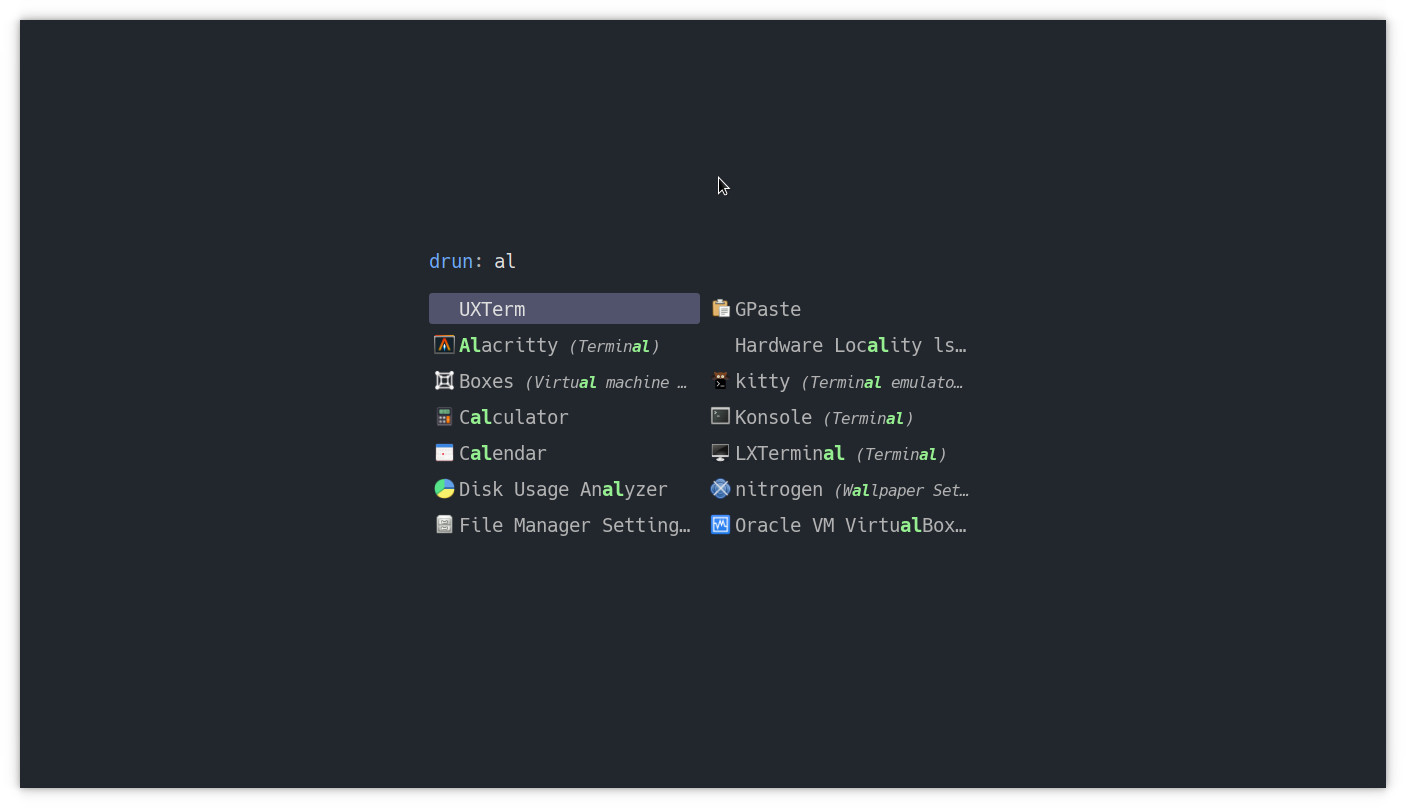 drun: al
UXTerm
Alacritty (Terminal)
Boxes (Virtual machine …
Calculator
Calendar
Disk Usage Analyzer
File Manager Setting…
GPaste
Hardware Locality ls…
kitty (Terminal emulato…
Konsole (Terminal)
LXTerminal (Terminal)
nitrogen (Wallpaper Set…
Oracle VM VirtualBox…